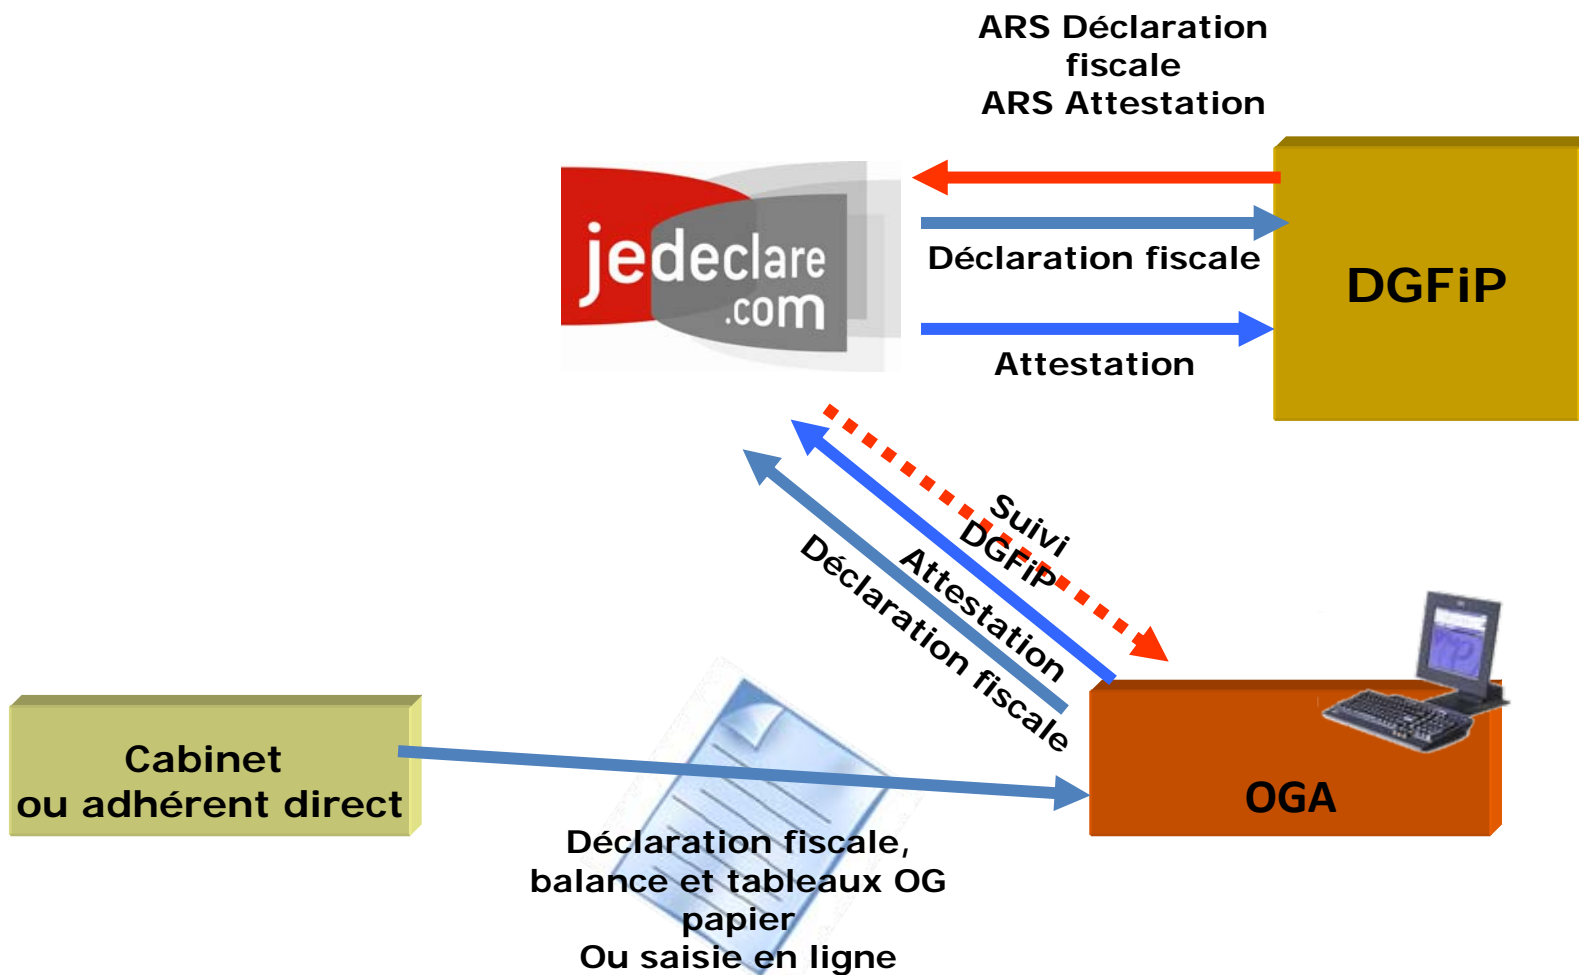 ARS Déclaration
fiscale
ARS Attestation
jedeclare
.com
Déclaration fiscale
DGFiP
Attestation
Suivi
DGFiP
Attestation
Déclaration fiscale
Cabinet
ou adhérent direct
OGA
Déclaration fiscale,
balance et tableaux OG
papier
Ou saisie en ligne